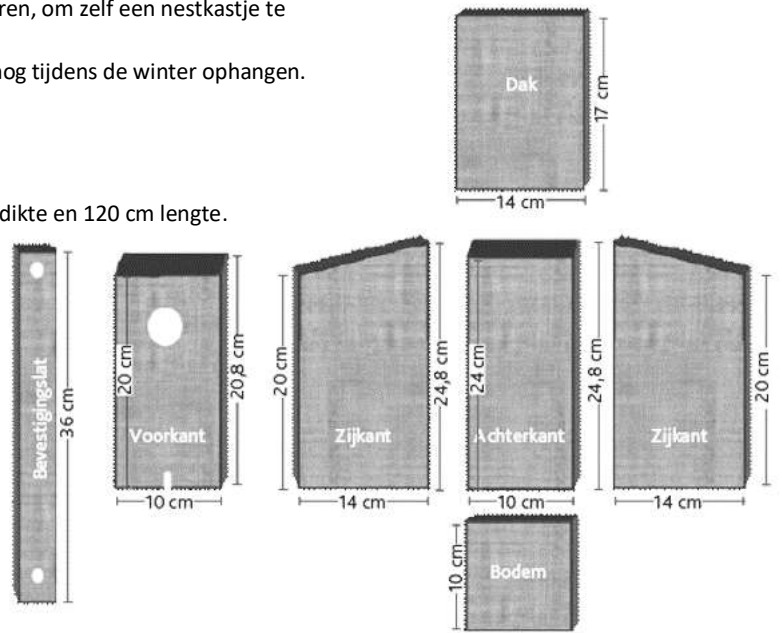 ren, om zelf een nestkastje te
nog tijdens de winter ophangen.
Dak
17 cm
14 cm
dikte en 120 cm lengte.
Bevestigingslat
36 cm
20 cm
Voorkant
20,8 cm
10 cm
20 cm
Zijkant
24,8 cm
14 cm
24 cm
Achterkant
24,8 cm
10 cm
Zijkant
20 cm
14 cm
10 cm
Bodem